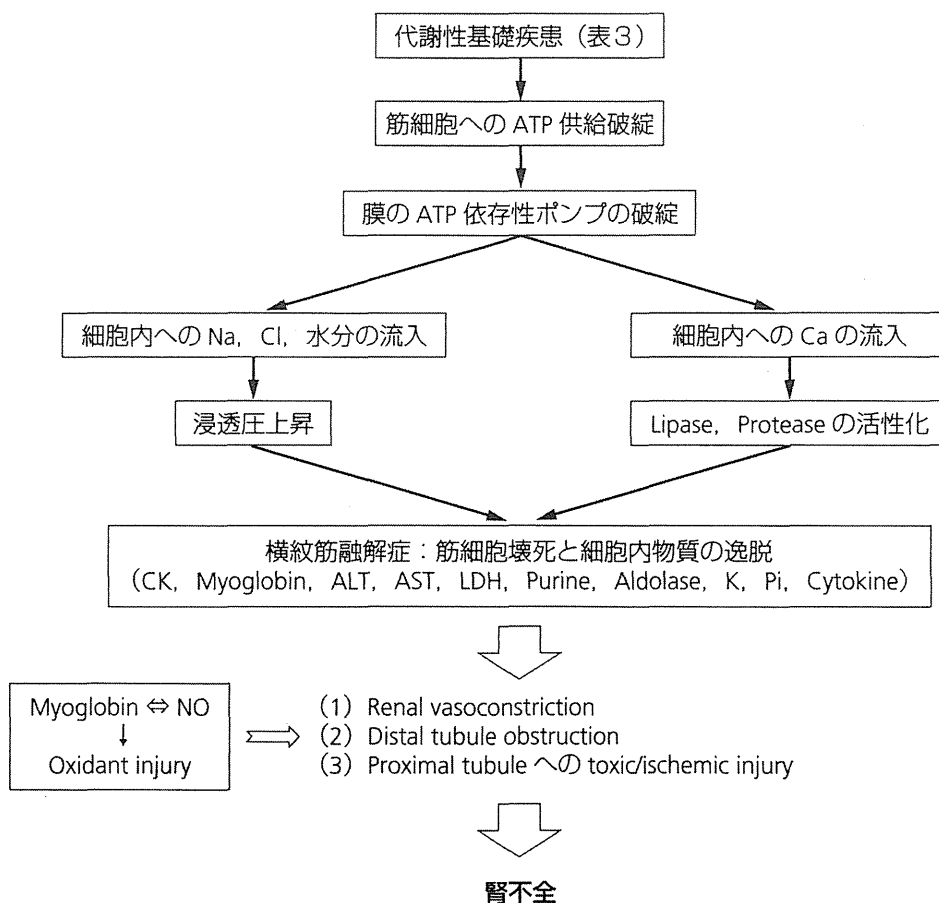 代謝性基礎疾患（表3）
筋細胞への ATP 供給破綻
膜の ATP 依存性ポンプの破綻
細胞内への Na，Cl，水分の流入
細胞内への Ca の流入
浸透圧上昇
Lipase，Protease の活性化
横紋筋融解症：筋細胞壊死と細胞内物質の逸脱
（CK，Myoglobin，ALT，AST，LDH，Purine，Aldolase，K，Pi，Cytokine）
Myoglobin ⇔ NO
↓
Oxidant injury
（1）Renal vasoconstriction
（2）Distal tubule obstruction
（3）Proximal tubule への toxic/ischemic injury
腎不全